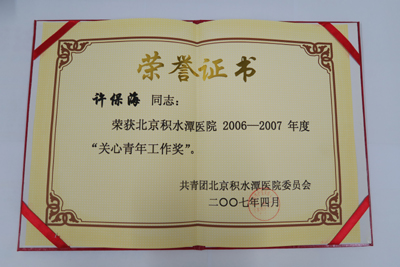 荣誉证书
许保海 同志：
荣获北京积水潭医院 2006—2007 年度
“关心青年工作奖”。
共青团北京积水潭医院委员会
二〇〇七年四月